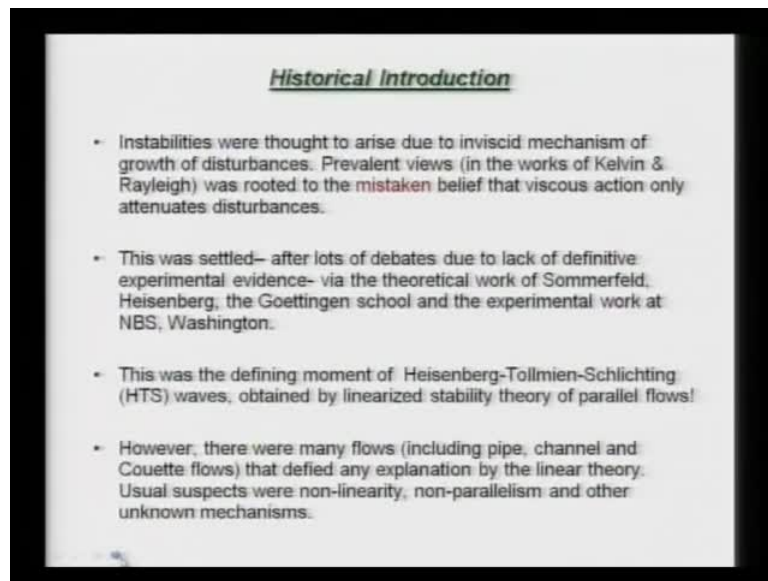 Historical Introduction
• Instabilities were thought to arise due to inviscid mechanism of
growth of disturbances. Prevalent views (in the works of Kelvin &
Rayleigh) was rooted to the mistaken belief that viscous action only
attenuates disturbances.
• This was settled– after lots of debates due to lack of definitive
experimental evidence- via the theoretical work of Sommerfeld,
Heisenberg, the Goettingen school and the experimental work at
NBS, Washington.
• This was the defining moment of Heisenberg-Tollmien-Schlichting
(HTS) waves, obtained by linearized stability theory of parallel flows!
• However, there were many flows (including pipe, channel and
Couette flows) that defied any explanation by the linear theory.
Usual suspects were non-linearity, non-parallelism and other
unknown mechanisms.